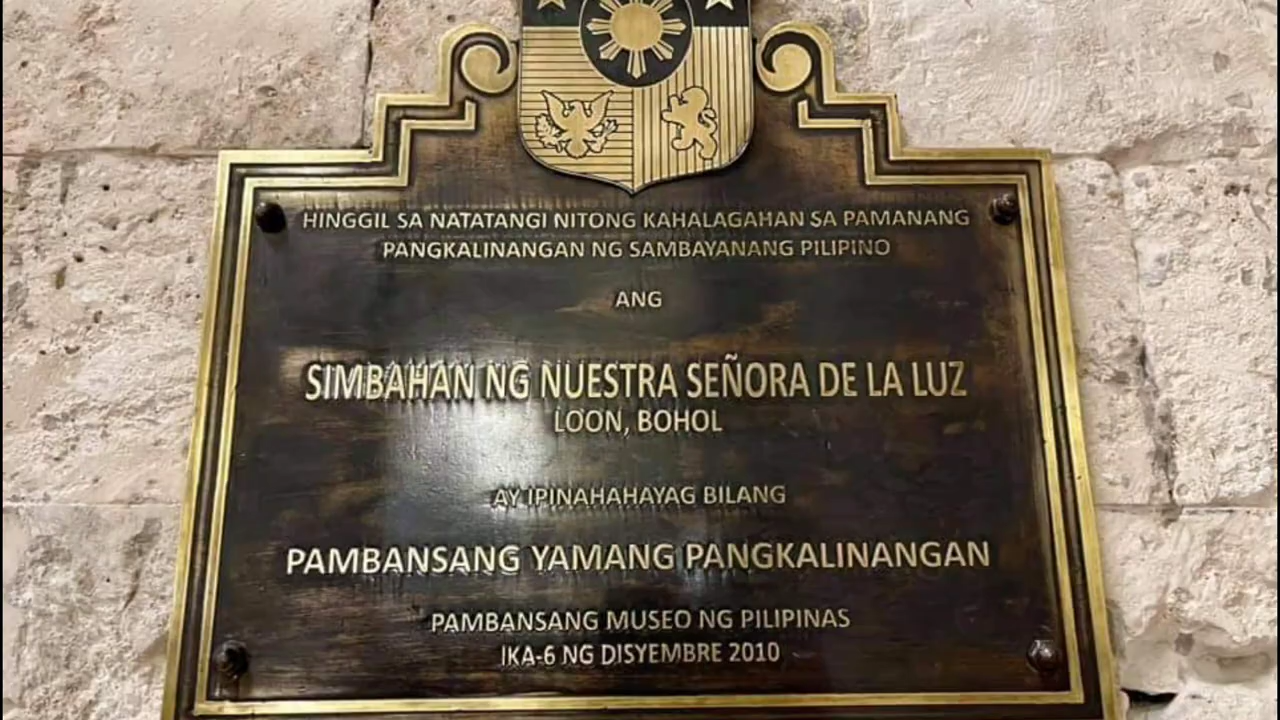 HINGGIL SA NATATANGI NITONG KAHALAGAHAN SA PAMANANG
PANGKALINANGAN NG SAMBAYANANG PILIPINO
ANG
SIMBAHAN NG NUESTRA SEÑORA DE LA LUZ
LOON, BOHOL
AY IPINAHAHAYAG BILANG
PAMBANSANG YAMANG PANGKALINANGAN
PAMBANSANG MUSEO NG PILIPINAS
IKA-6 NG DISYEMBRE 2010